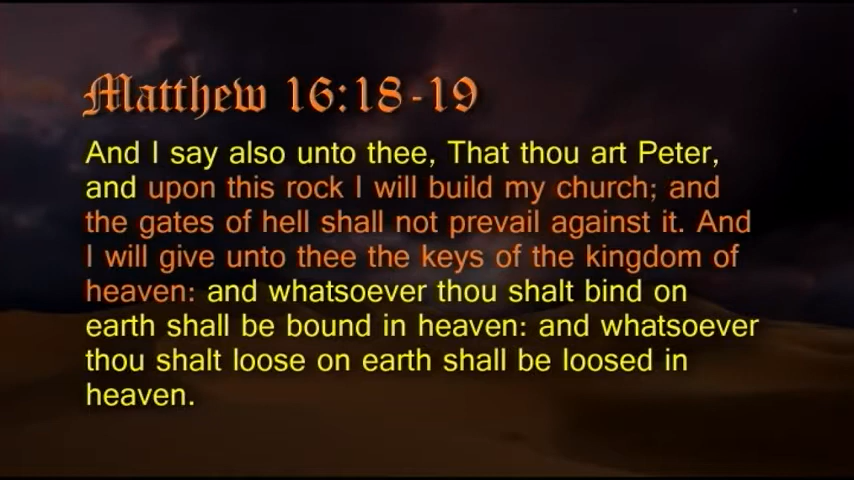 Matthew 16:18-19
And I say also unto thee, That thou art Peter,
and upon this rock I will build my church; and
the gates of hell shall not prevail against it. And
I will give unto thee the keys of the kingdom of
heaven: and whatsoever thou shalt bind on
earth shall be bound in heaven: and whatsoever
thou shalt loose on earth shall be loosed in
heaven.